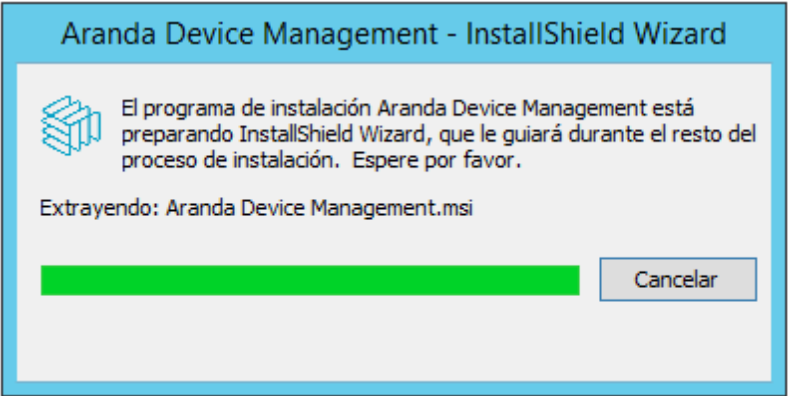 Aranda Device Management - InstallShield Wizard
El programa de instalación Aranda Device Management está
preparando InstallShield Wizard, que le guiará durante el resto del
proceso de instalación.  Espere por favor.
Extrayendo: Aranda Device Management.msi
Cancelar